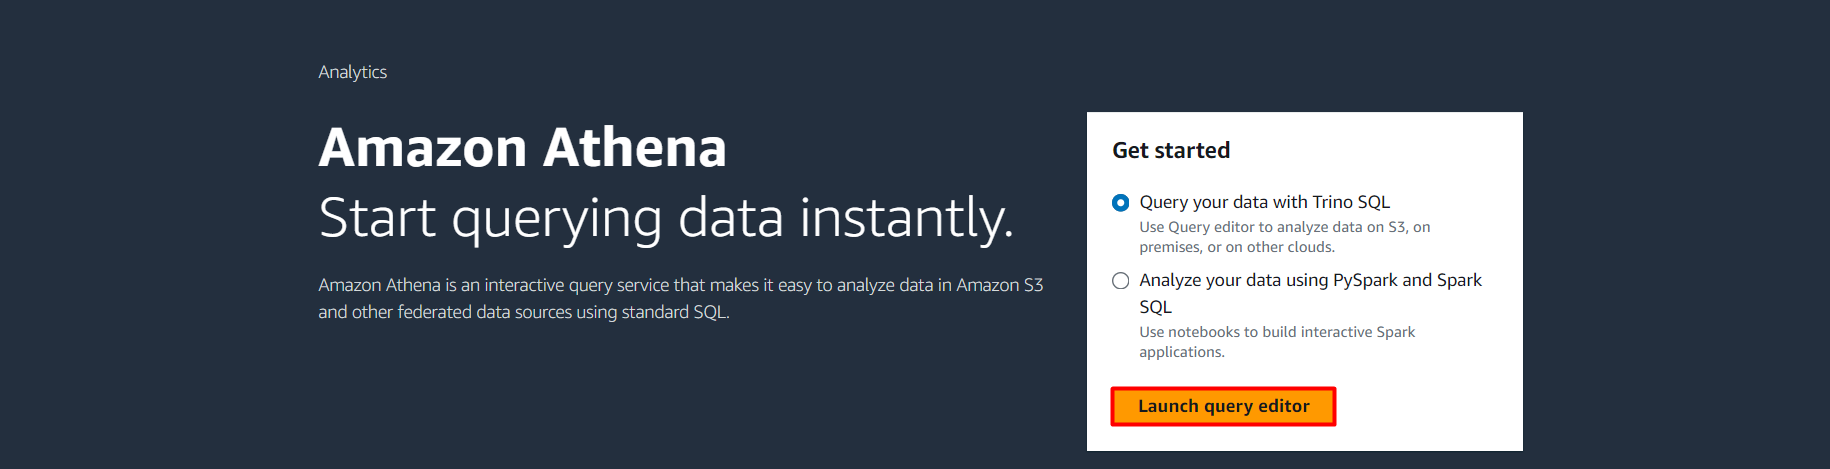 Analytics
Amazon Athena
Start querying data instantly.
Amazon Athena is an interactive query service that makes it easy to analyze data in Amazon S3
and other federated data sources using standard SQL.
Get started
Query your data with Trino SQL
Use Query editor to analyze data on S3, on
premises, or on other clouds.
Analyze your data using PySpark and Spark
SQL
Use notebooks to build interactive Spark
applications.
Launch query editor